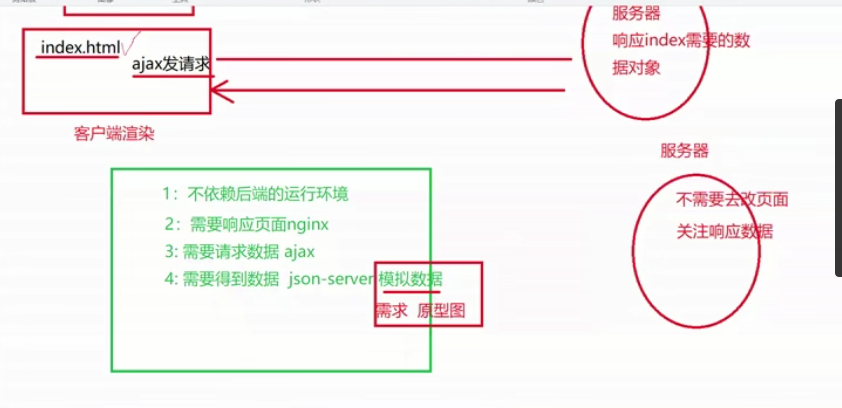 服务器
index.html
响应index需要的数
ajax发请求
据对象
客户端渲染
服务器
1：不依赖后端的运行环境
不需要去改页面
2：需要响应页面nginx
关注响应数据
3: 需要请求数据 ajax
4: 需要得到数据 json-server 模拟数据
需求 原型图